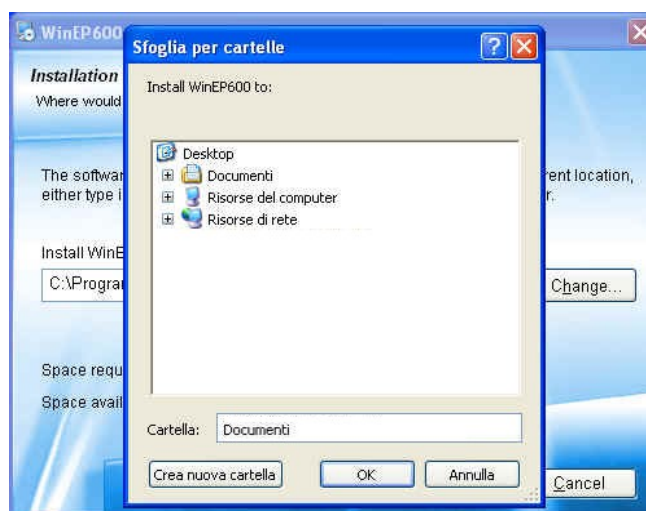 WinEP600
Sfoglia per cartelle
Installation
Where would
Install WinEP600 to:
Desktop
Documenti
Risorse del computer
Risorse di rete
The softwar
rent location,
either type i
r.
Install WinE
C:\Prograr
Change...
Space requ
Space avail
Cartella: Documenti
Crea nuova cartella OK Annulla
Cancel